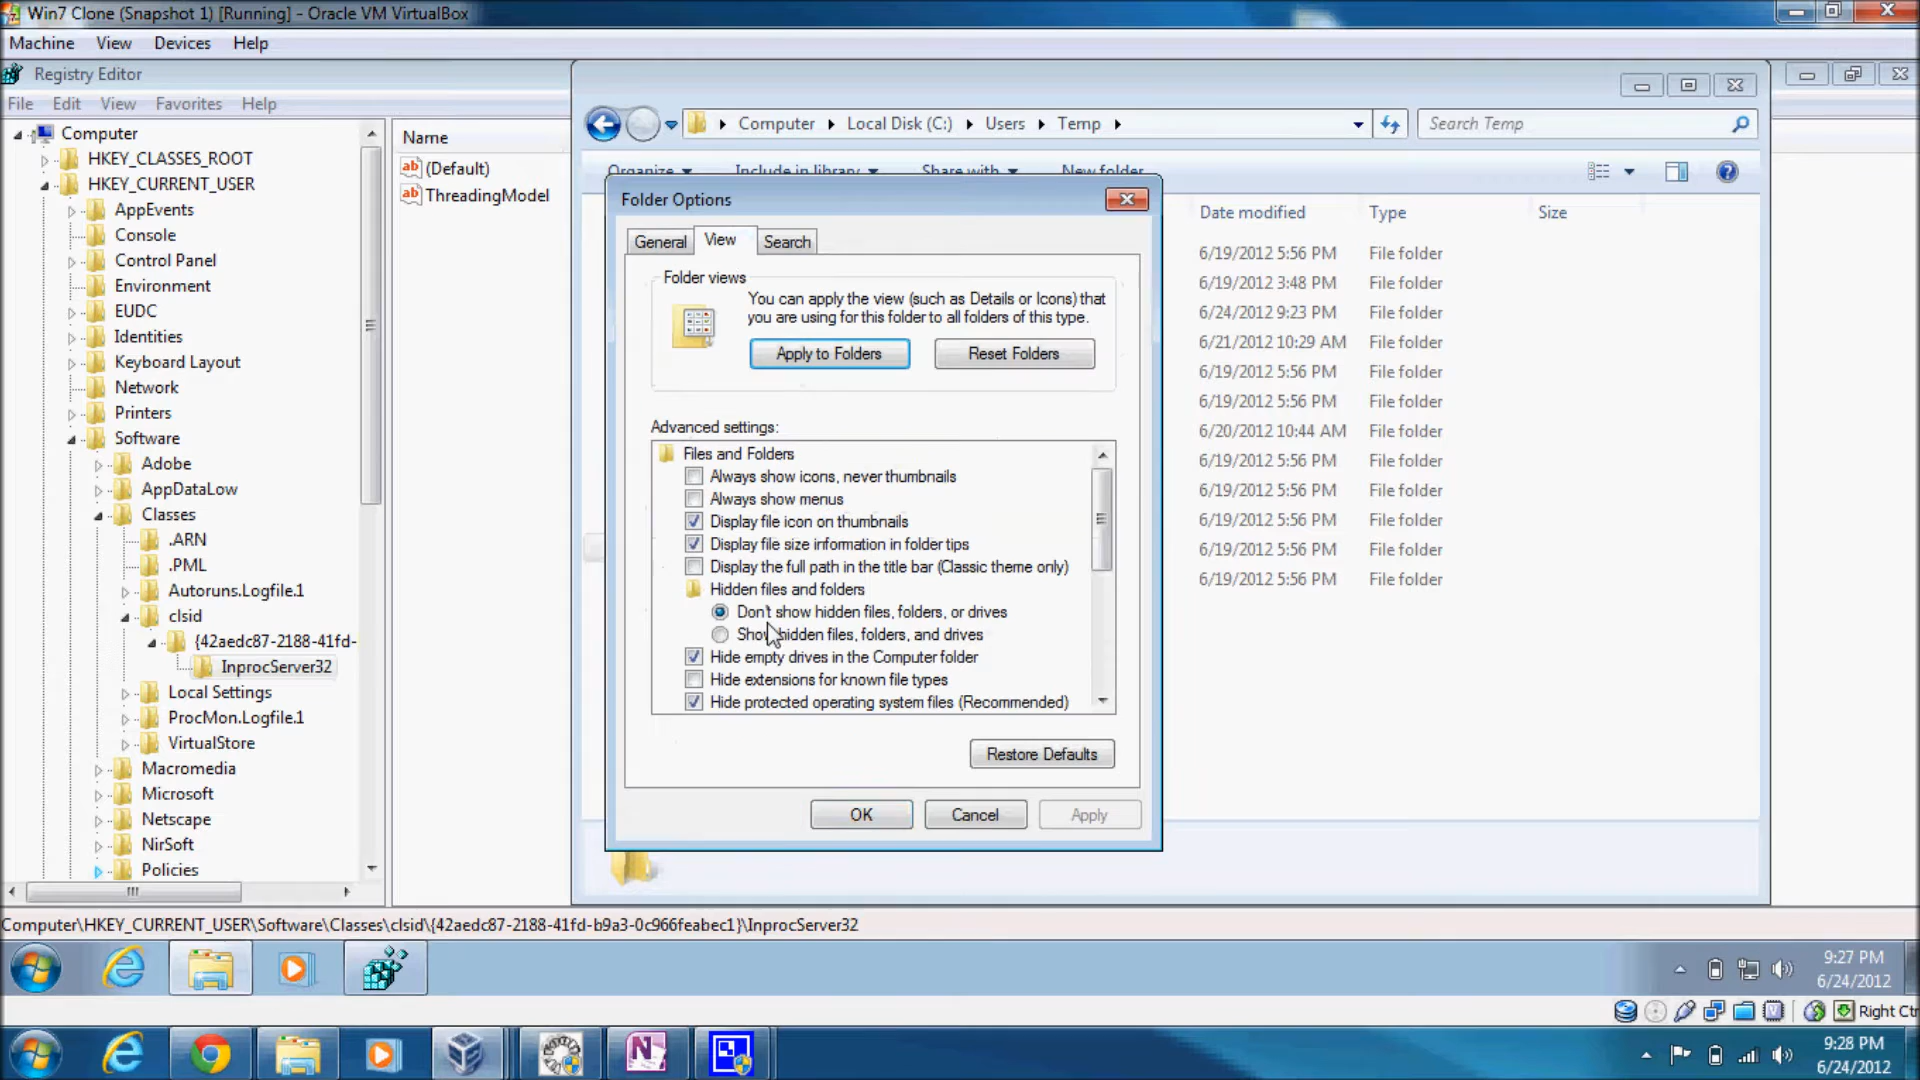 Win7 Clone (Snapshot 1) [Running] - Oracle VM VirtualBox
Machine View Devices Help
Registry Editor
File Edit View Favorites Help
Computer
HKEY_CLASSES_ROOT
HKEY_CURRENT_USER
AppEvents
Console
Control Panel
Environment
EUDC
Identities
Keyboard Layout
Network
Printers
Software
Adobe
AppDataLow
Classes
.ARN
.PML
Autoruns.Logfile.1
clsid
{42aedc87-2188-41fd-
InprocServer32
Local Settings
ProcMon.Logfile.1
VirtualStore
Macromedia
Microsoft
Netscape
NirSoft
Policies
Name
ab (Default)
ab ThreadingModel
Computer Local Disk (C:) Users Temp
Search Temp
Organize Include in library Share with New folder
Date modified Type Size
6/19/2012 5:56 PM File folder
6/19/2012 3:48 PM File folder
6/24/2012 9:23 PM File folder
6/21/2012 10:29 AM File folder
6/19/2012 5:56 PM File folder
6/19/2012 5:56 PM File folder
6/20/2012 10:44 AM File folder
6/19/2012 5:56 PM File folder
6/19/2012 5:56 PM File folder
6/19/2012 5:56 PM File folder
6/19/2012 5:56 PM File folder
6/19/2012 5:56 PM File folder
Folder Options
General View Search
Folder views
You can apply the view (such as Details or Icons) that
you are using for this folder to all folders of this type.
Apply to Folders Reset Folders
Advanced settings:
Files and Folders
Always show icons, never thumbnails
Always show menus
Display file icon on thumbnails
Display file size information in folder tips
Display the full path in the title bar (Classic theme only)
Hidden files and folders
Don't show hidden files, folders, or drives
Show hidden files, folders, and drives
Hide empty drives in the Computer folder
Hide extensions for known file types
Hide protected operating system files (Recommended)
Restore Defaults
OK Cancel Apply
Computer\HKEY_CURRENT_USER\Software\Classes\clsid\{42aedc87-2188-41fd-b9a3-0c966feabec1}\InprocServer32
9:27 PM
6/24/2012
Right Ctr
9:28 PM
6/24/2012